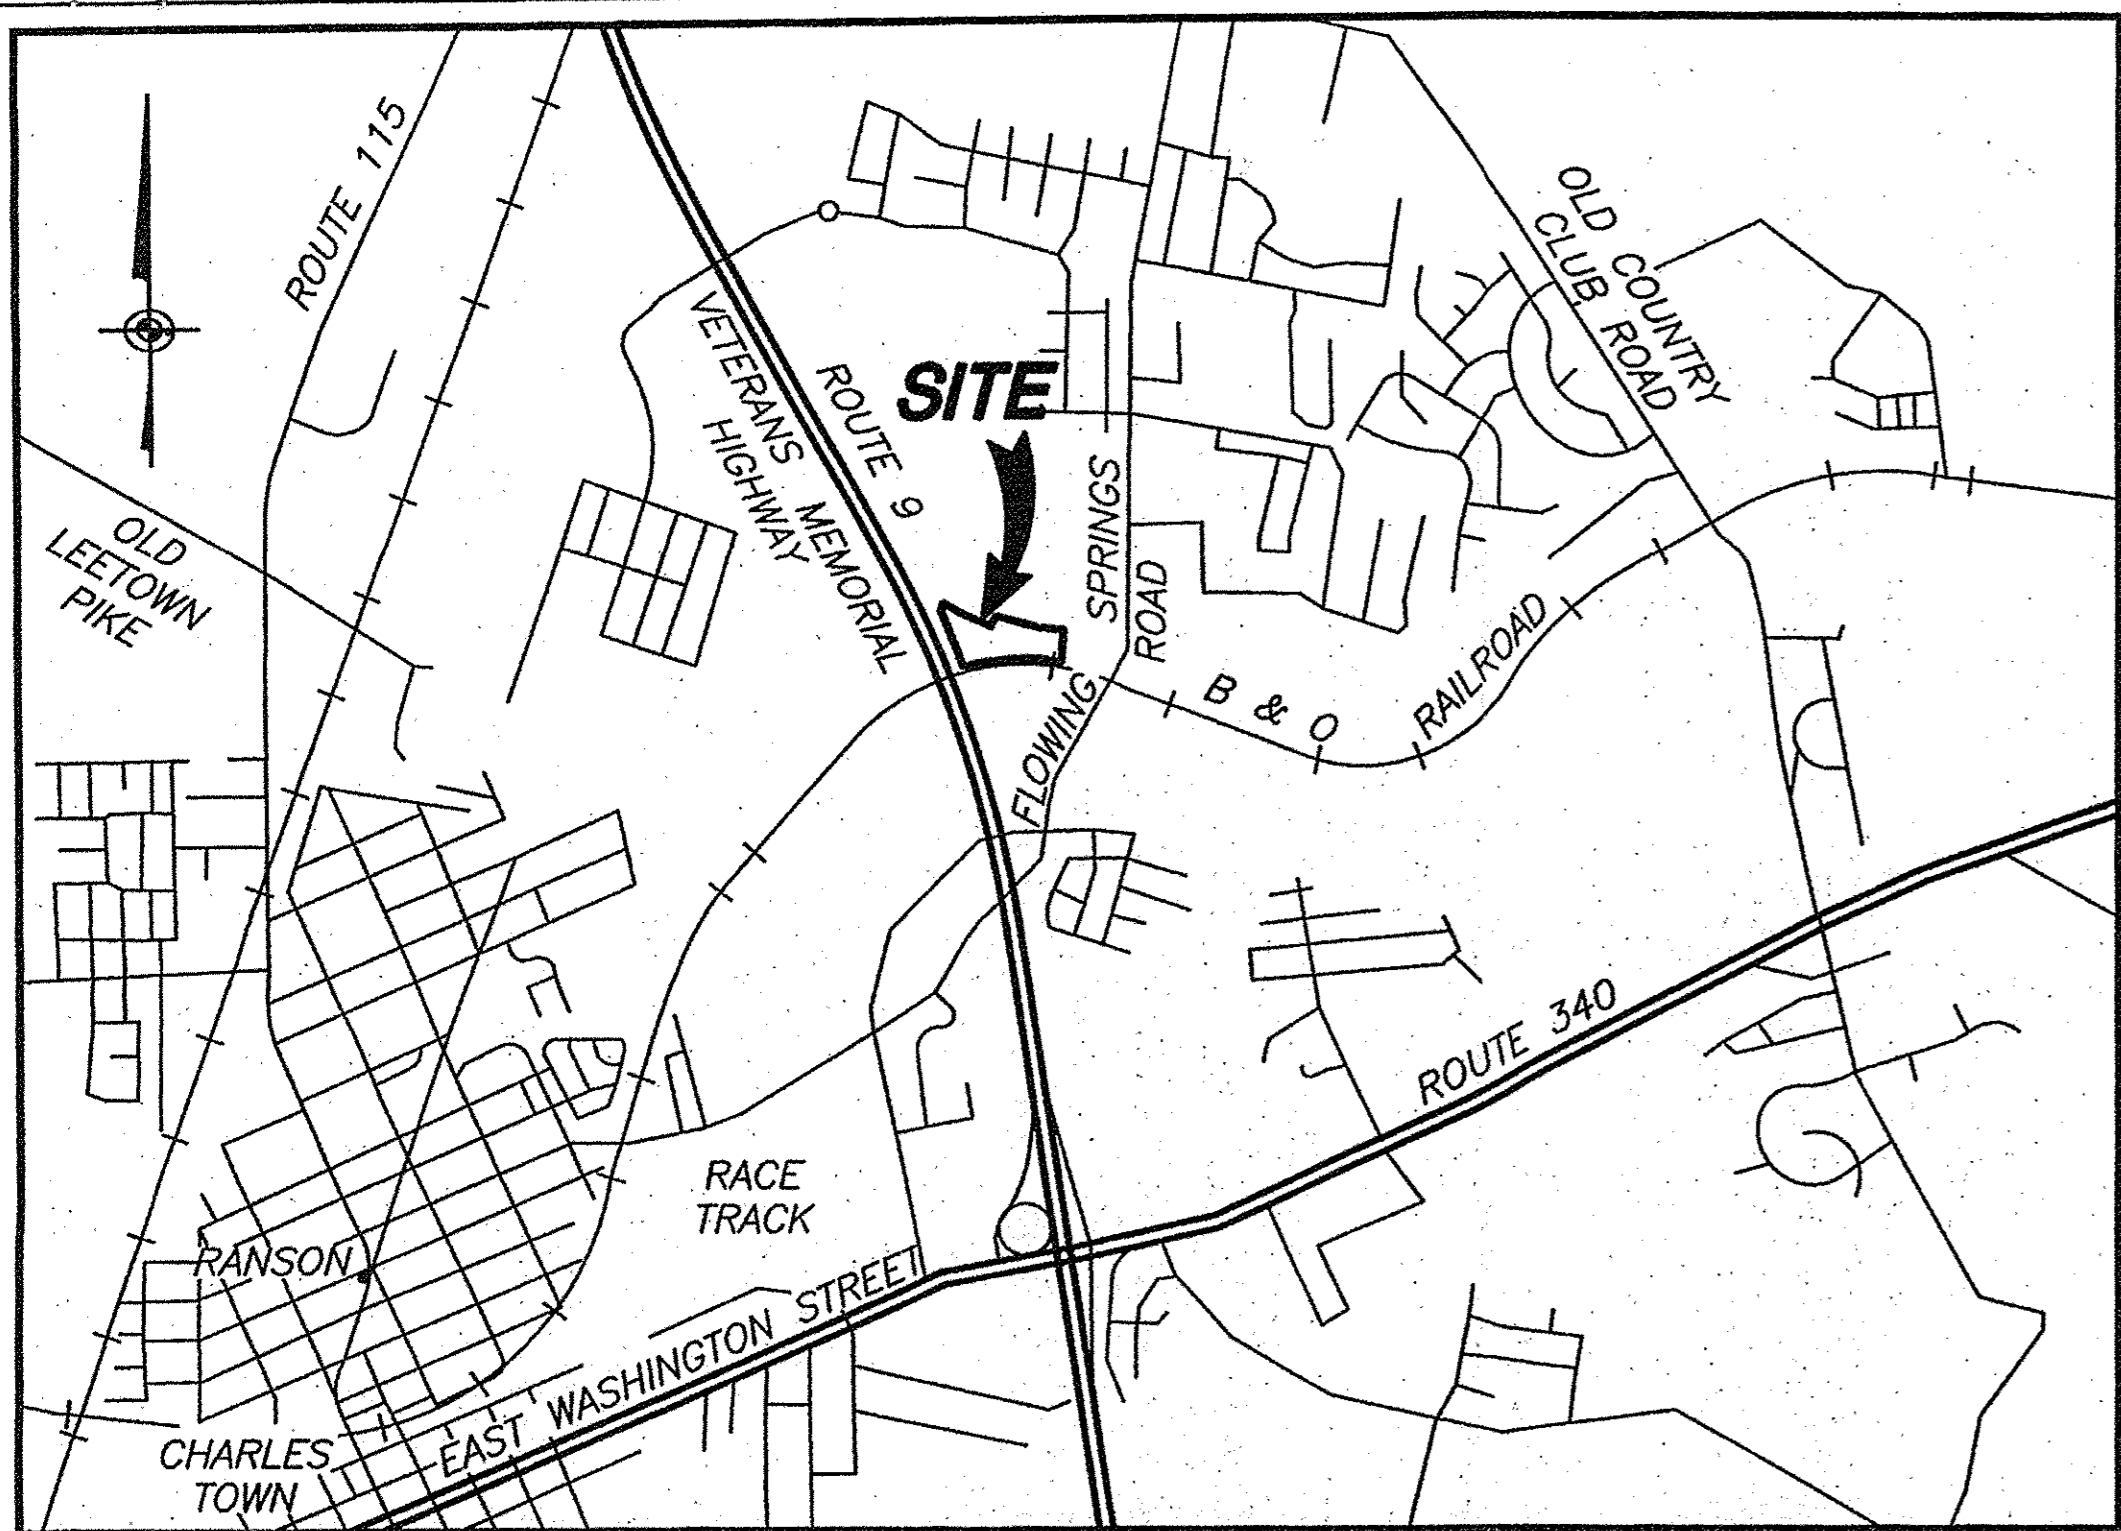 ROUTE 115
OLD COUNTRY
CLUB ROAD
VETERANS MEMORIAL
HIGHWAY
ROUTE 9
SITE
OLD
LEETOWN
PIKE
FLOWING SPRINGS
ROAD
B & O RAILROAD
ROUTE 340
RACE
TRACK
RANSON
EAST WASHINGTON STREET
CHARLES
TOWN